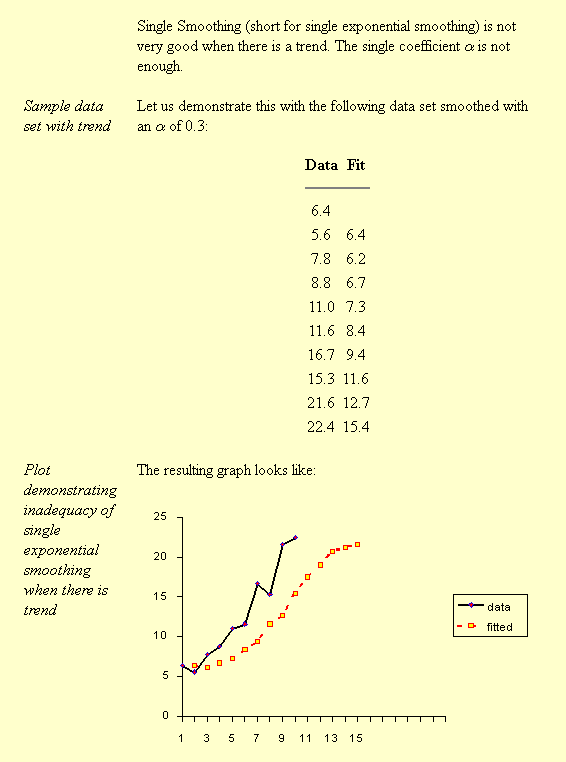 Single Smoothing (short for single exponential smoothing) is not
very good when there is a trend. The single coefficient α is not
enough.
Sample data
set with trend
Let us demonstrate this with the following data set smoothed with
an α of 0.3:
Data Fit
6.4
5.6 6.4
7.8 6.2
8.8 6.7
11.0 7.3
11.6 8.4
16.7 9.4
15.3 11.6
21.6 12.7
22.4 15.4
Plot
demonstrating
inadequacy of
single
exponential
smoothing
when there is
trend
The resulting graph looks like:
25
20
15
10
5
0
1 3 5 7 9 11 13 15
data
fitted